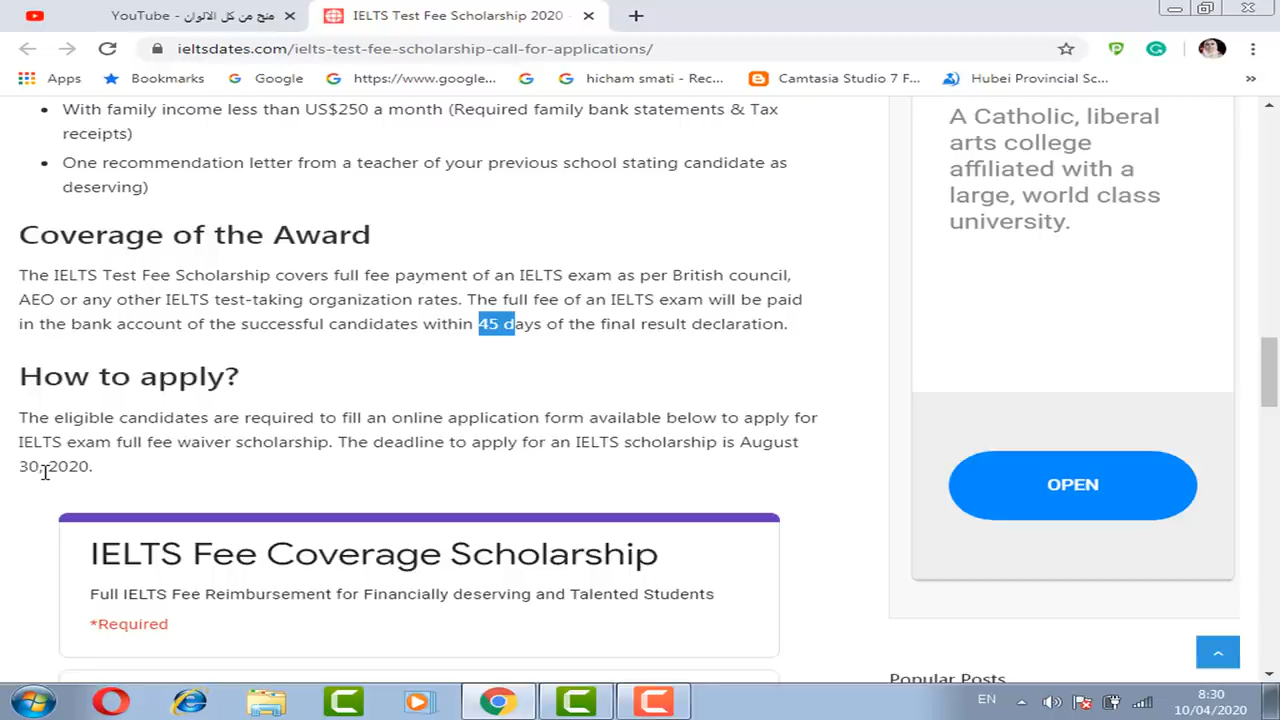 منح من كل الالوان - YouTube
IELTS Test Fee Scholarship 2020
ieltsdates.com/ielts-test-fee-scholarship-call-for-applications/
Apps Bookmarks Google https://www.google... hicham smati - Rec... Camtasia Studio 7 F... Hubei Provincial Sc... »
• With family income less than US$250 a month (Required family bank statements & Tax
receipts)
• One recommendation letter from a teacher of your previous school stating candidate as
deserving)
Coverage of the Award
The IELTS Test Fee Scholarship covers full fee payment of an IELTS exam as per British council,
AEO or any other IELTS test-taking organization rates. The full fee of an IELTS exam will be paid
in the bank account of the successful candidates within 45 days of the final result declaration.
How to apply?
The eligible candidates are required to fill an online application form available below to apply for
IELTS exam full fee waiver scholarship. The deadline to apply for an IELTS scholarship is August
30, 2020.
IELTS Fee Coverage Scholarship
Full IELTS Fee Reimbursement for Financially deserving and Talented Students
*Required
A Catholic, liberal
arts college
affiliated with a
large, world class
university.
OPEN
Popular Posts
EN
8:30
10/04/2020